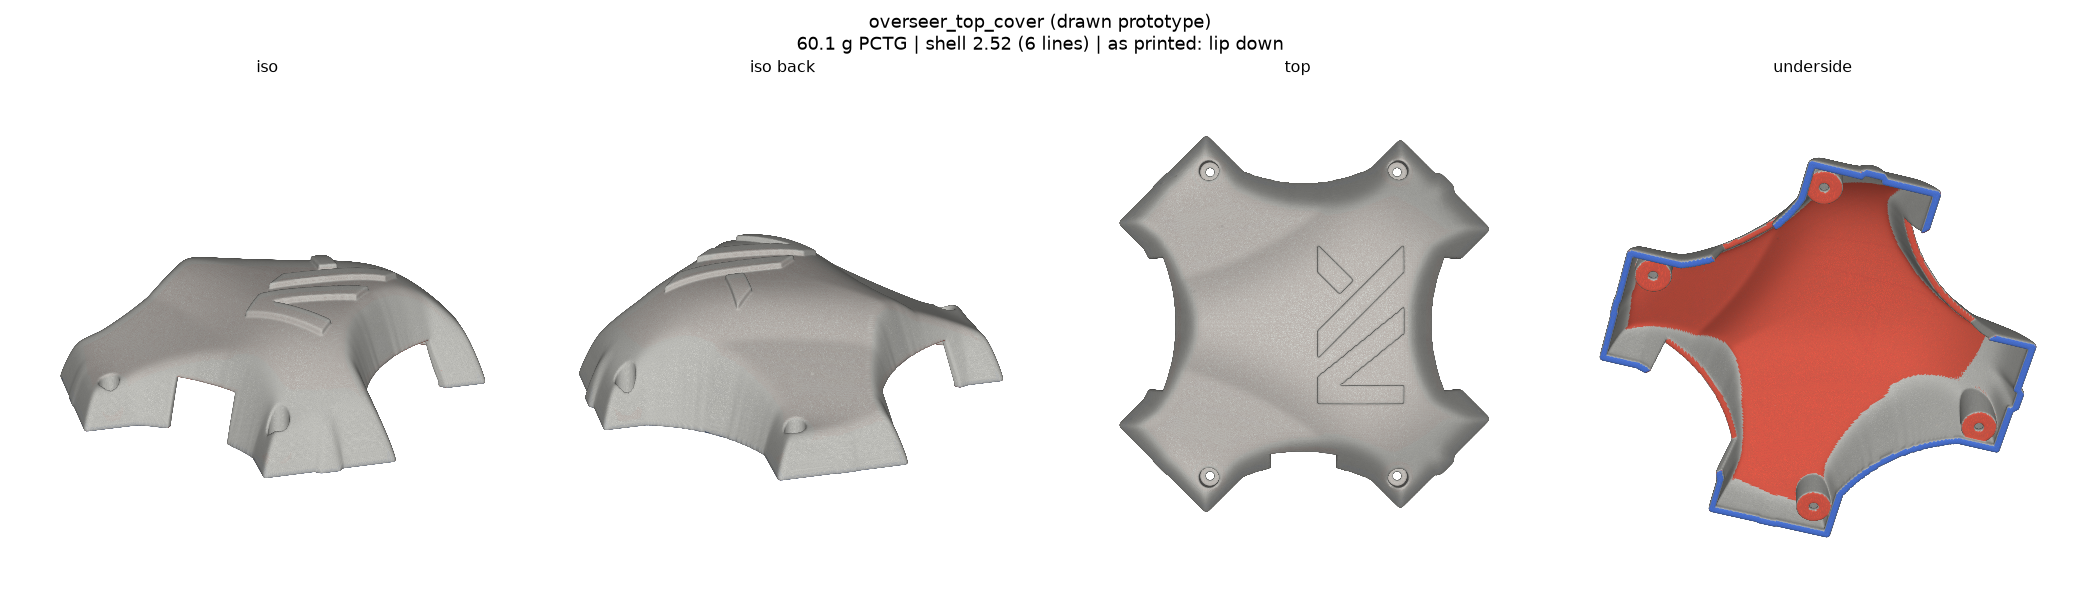 overseer_top_cover (drawn prototype)
60.1 g PCTG | shell 2.52 (6 lines) | as printed: lip down
iso
iso back
top
underside